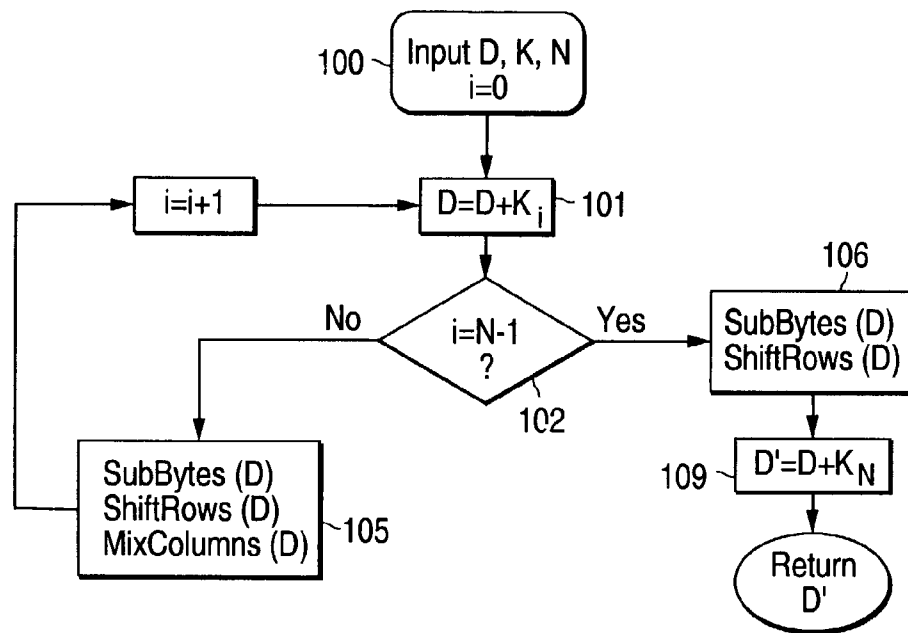 100
Input D, K, N
i=0
i=i+1
D=D+K i
101
106
No
i=N-1
?
Yes
102
SubBytes (D)
ShiftRows (D)
SubBytes (D)
ShiftRows (D)
MixColumns (D)
105
109
D'=D+K N
Return
D'